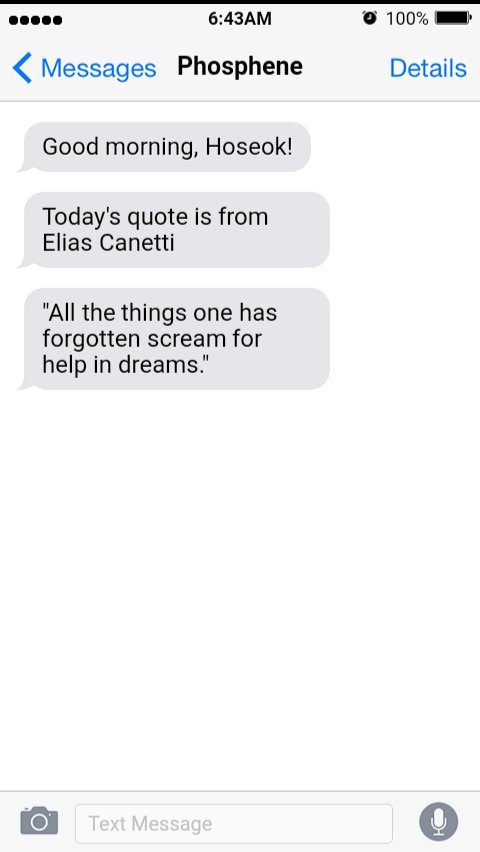 6:43AM 100%
Messages Phosphene Details
Good morning, Hoseok!
Today's quote is from
Elias Canetti
"All the things one has
forgotten scream for
help in dreams."
Text Message